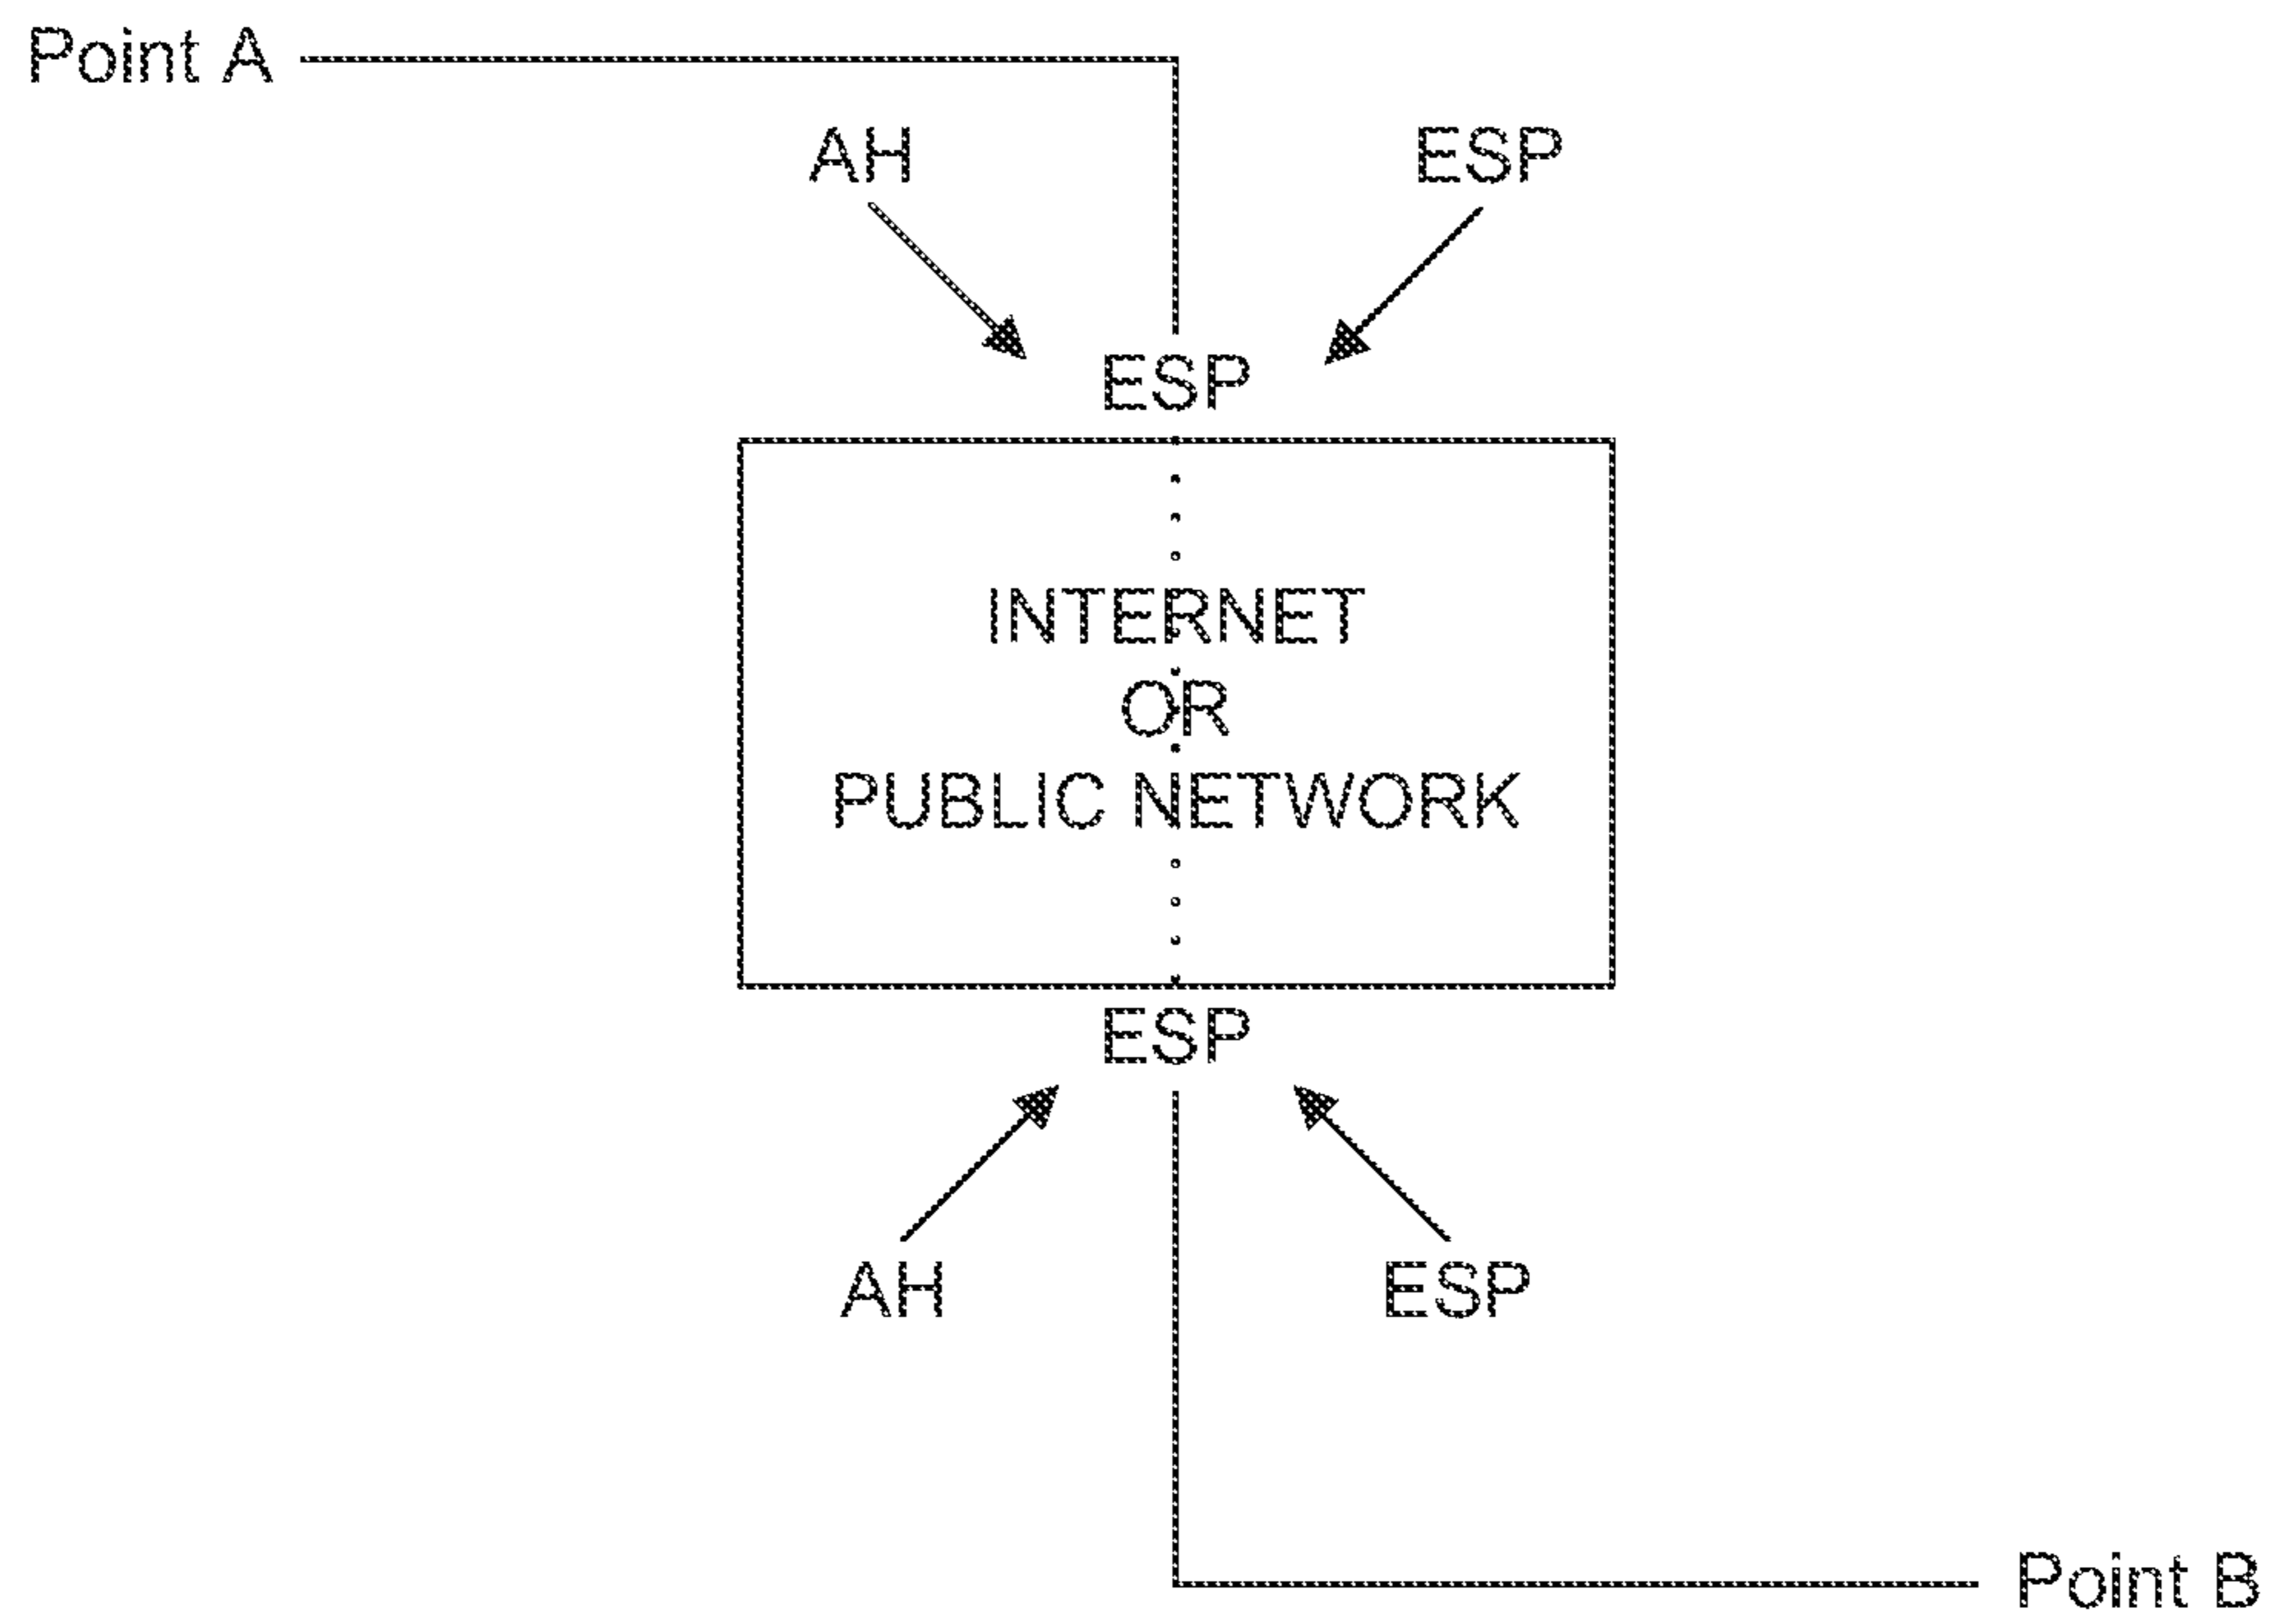 Point A
AH
ESP
ESP
INTERNET
OR
PUBLIC NETWORK
ESP
AH
ESP
Point B